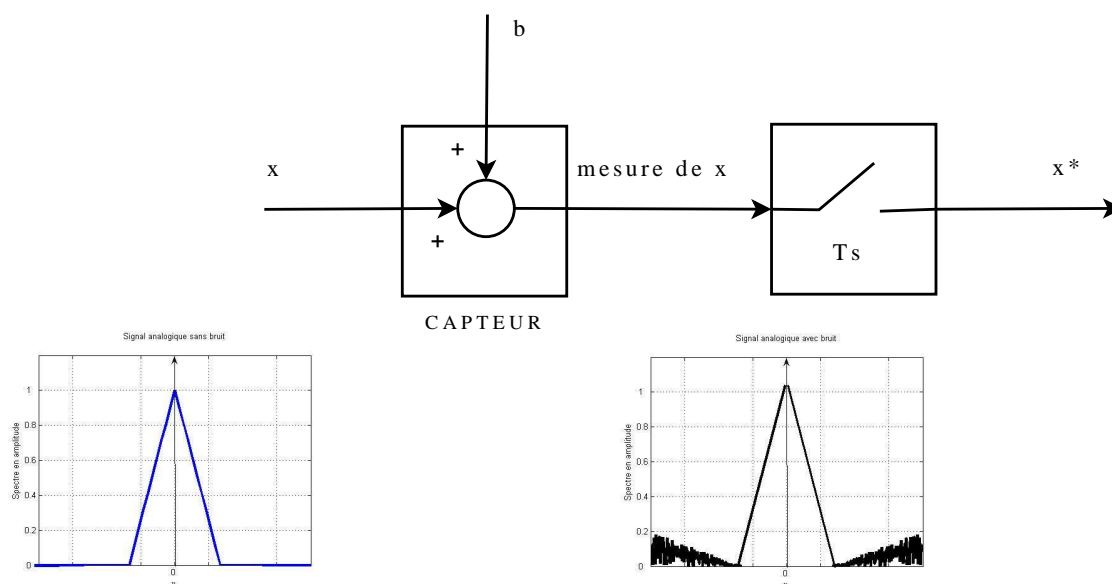 b
+
x
mesure de x
x*
+
Ts
CAPTEUR
Signal analogique sans bruit
Spectre en amplitude
1
0.8
0.6
0.4
0.2
0
0
Signal analogique avec bruit
Spectre en amplitude
1
0.8
0.6
0.4
0.2
0
0